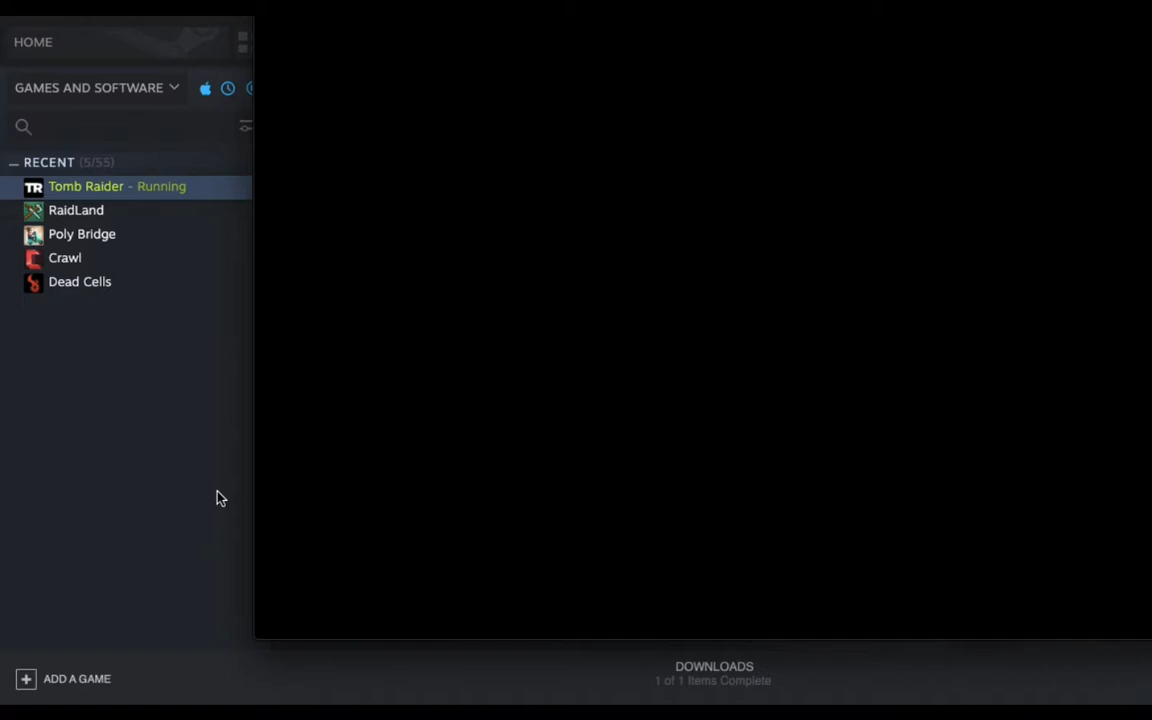 HOME
GAMES AND SOFTWARE
RECENT (5/55)
TR Tomb Raider - Running
RaidLand
Poly Bridge
Crawl
Dead Cells
+ ADD A GAME
DOWNLOADS
1 of 1 Items Complete